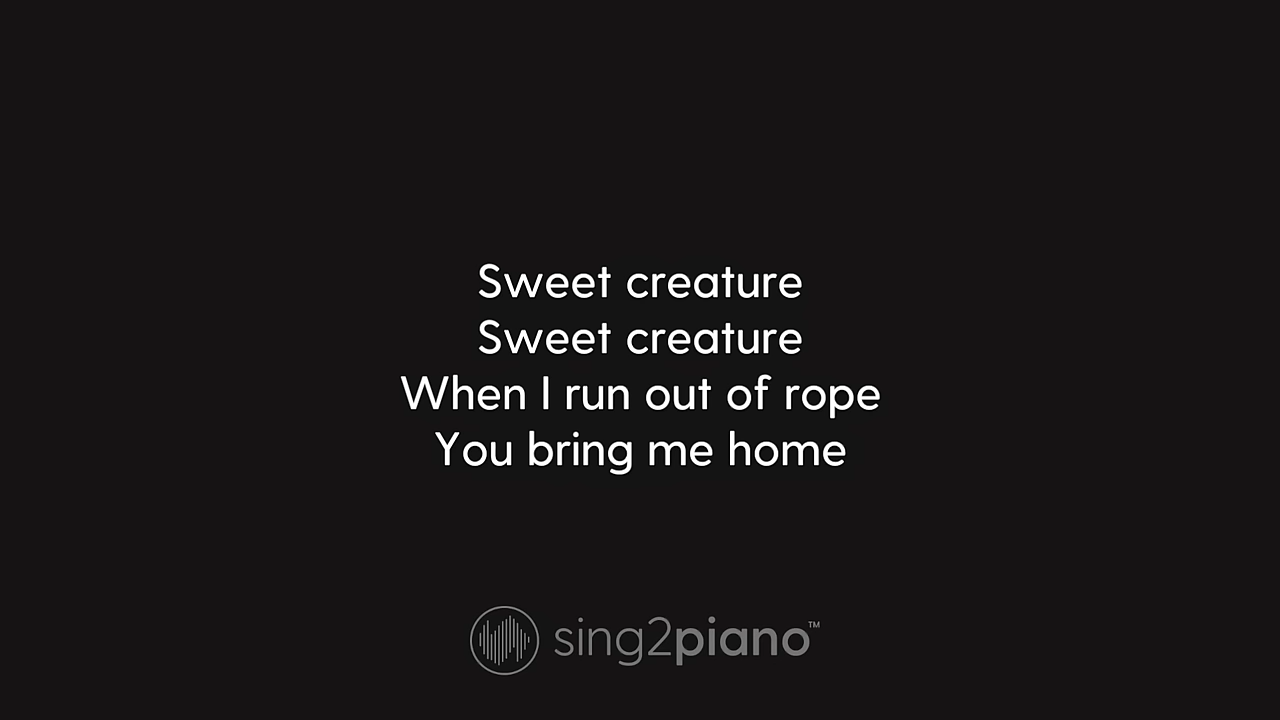 Sweet creature
Sweet creature
When I run out of rope
You bring me home
sing2piano™